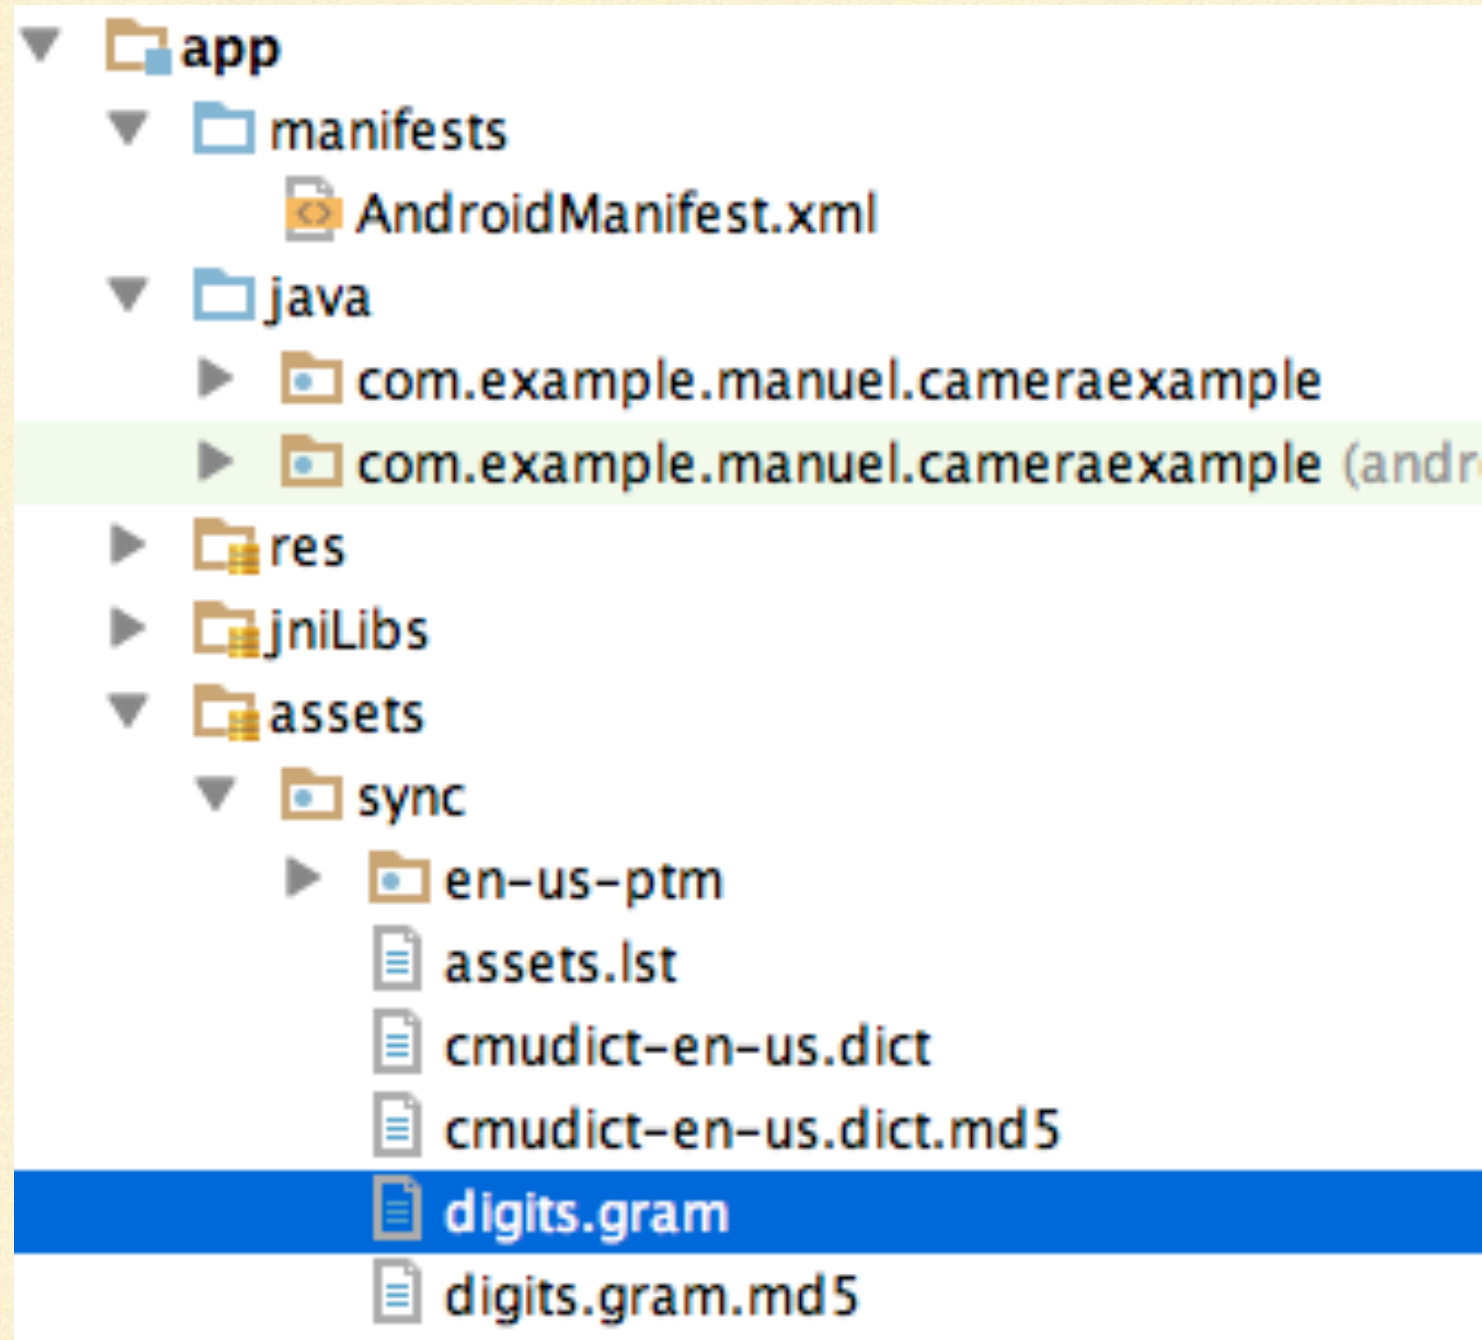 app
manifests
AndroidManifest.xml
java
com.example.manuel.cameraexample
com.example.manuel.cameraexample
res
jniLibs
assets
sync
en-us-ptm
assets.lst
cmudict-en-us.dict
cmudict-en-us.dict.md5
digits.gram
digits.gram.md5